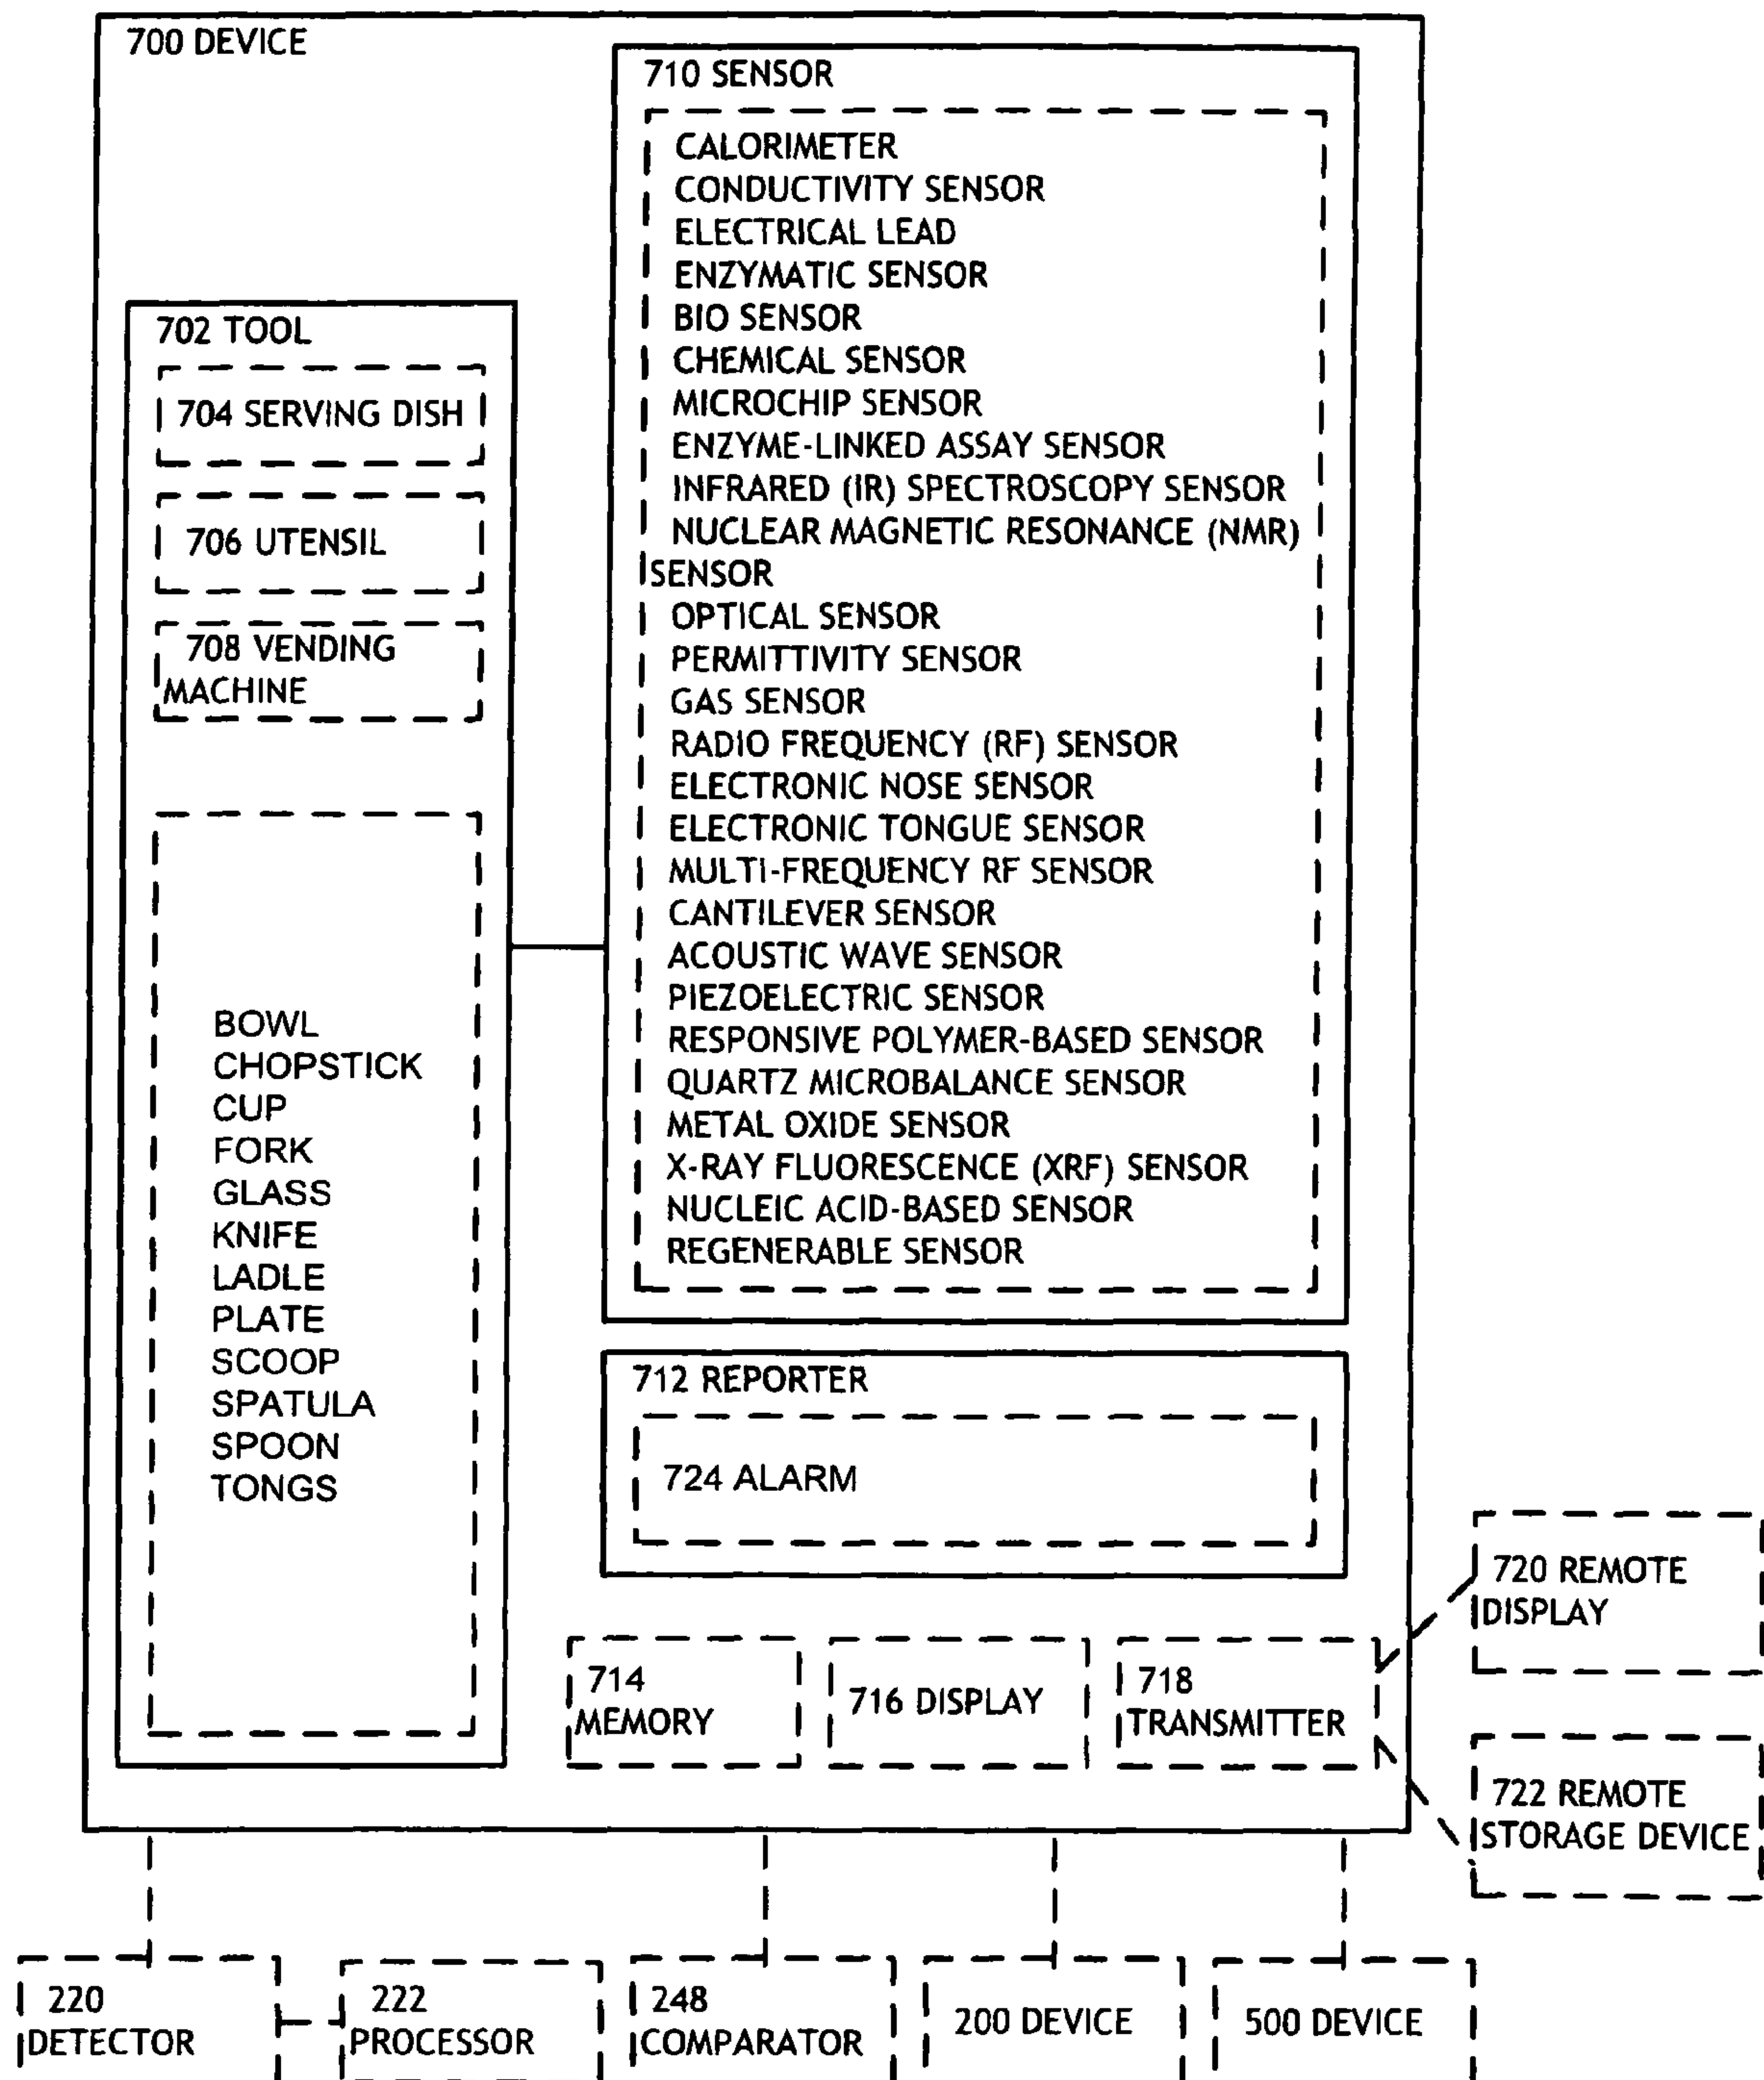 700 DEVICE
702 TOOL
704 SERVING DISH
706 UTENSIL
708 VENDING
MACHINE
BOWL
CHOPSTICK
CUP
FORK
GLASS
KNIFE
LADLE
PLATE
SCOOP
SPATULA
SPOON
TONGS
710 SENSOR
CALORIMETER
CONDUCTIVITY SENSOR
ELECTRICAL LEAD
ENZYMATIC SENSOR
BIO SENSOR
CHEMICAL SENSOR
MICROCHIP SENSOR
ENZYME-LINKED ASSAY SENSOR
INFRARED (IR) SPECTROSCOPY SENSOR
NUCLEAR MAGNETIC RESONANCE (NMR)
SENSOR
OPTICAL SENSOR
PERMITTIVITY SENSOR
GAS SENSOR
RADIO FREQUENCY (RF) SENSOR
ELECTRONIC NOSE SENSOR
ELECTRONIC TONGUE SENSOR
MULTI-FREQUENCY RF SENSOR
CANTILEVER SENSOR
ACOUSTIC WAVE SENSOR
PIEZOELECTRIC SENSOR
RESPONSIVE POLYMER-BASED SENSOR
QUARTZ MICROBALANCE SENSOR
METAL OXIDE SENSOR
X-RAY FLUORESCENCE (XRF) SENSOR
NUCLEIC ACID-BASED SENSOR
REGENERABLE SENSOR
712 REPORTER
724 ALARM
714
MEMORY
716 DISPLAY
718
TRANSMITTER
720 REMOTE
DISPLAY
722 REMOTE
STORAGE DEVICE
220
DETECTOR
222
PROCESSOR
248
COMPARATOR
200 DEVICE
500 DEVICE